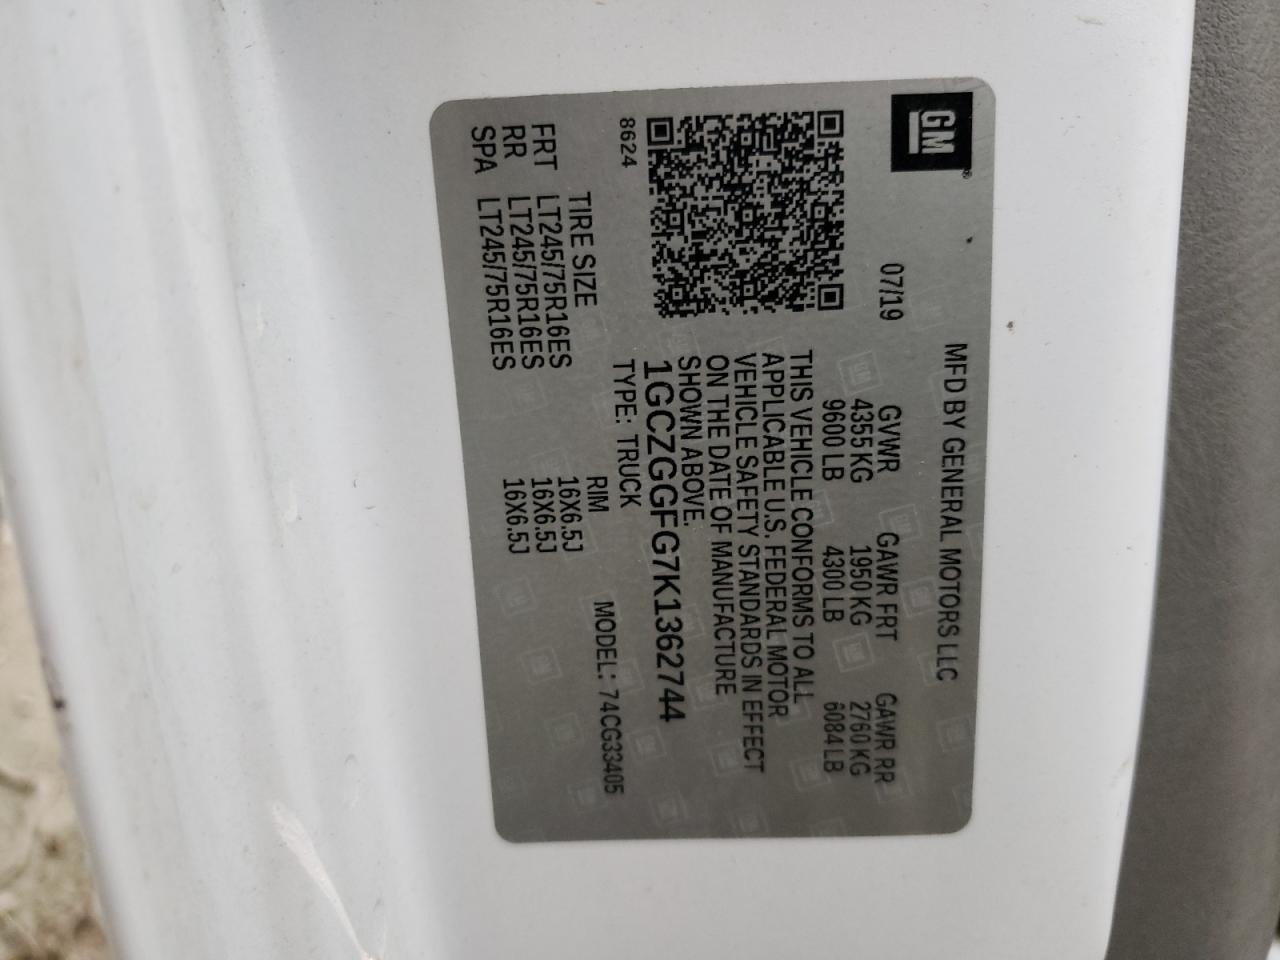 GM
MFD BY GENERAL MOTORS LLC
07/19
GVWR GAWR FRT GAWR RR
4355 KG 1950 KG 2760 KG
9600 LB 4300 LB 6084 LB
THIS VEHICLE CONFORMS TO ALL
APPLICABLE U.S. FEDERAL MOTOR
VEHICLE SAFETY STANDARDS IN EFFECT
ON THE DATE OF MANUFACTURE
SHOWN ABOVE.
1GCZGGFG7K1362744
8624
TYPE: TRUCK MODEL: 74CG33405
TIRE SIZE RIM
FRT LT245/75R16ES 16X6.5J
RR LT245/75R16ES 16X6.5J
SPA LT245/75R16ES 16X6.5J